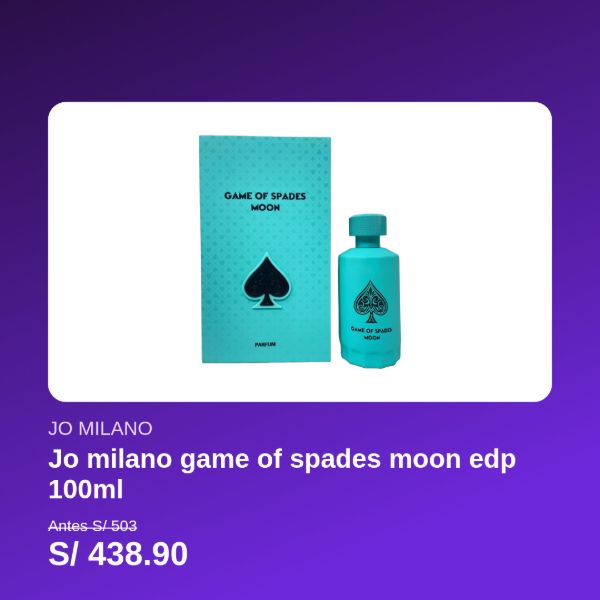 GAME OF SPADES
MOON
PARFUM
GAME OF SPADES
MOON
JO MILANO
Jo milano game of spades moon edp
100ml
Antes S/ 503
S/ 438.90